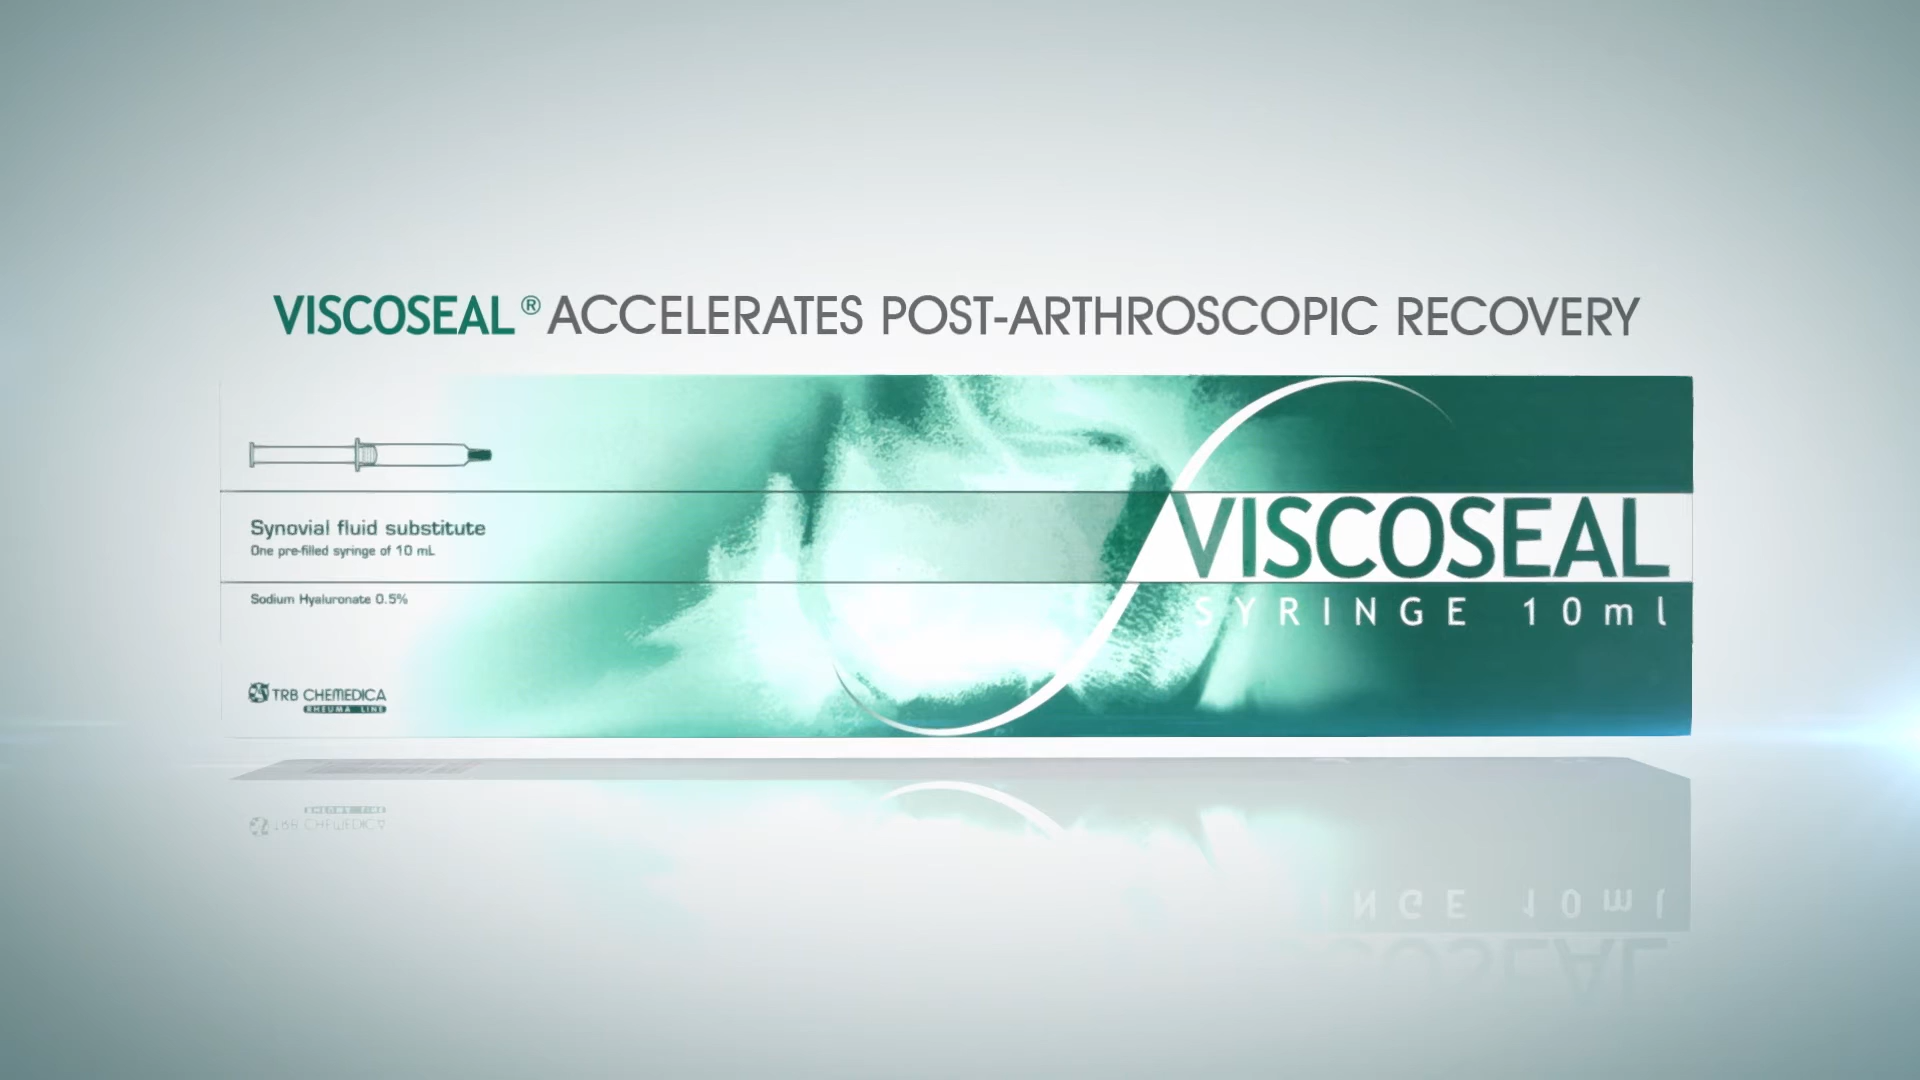 VISCOSEAL® ACCELERATES POST-ARTHROSCOPIC RECOVERY
Synovial fluid substitute
One pre-filled syringe of 10 mL
Sodium Hyaluronate 0.5%
VISCOSEAL
SYRINGE 10ml
TRB CHEMEDICA
RHEUMA LINE